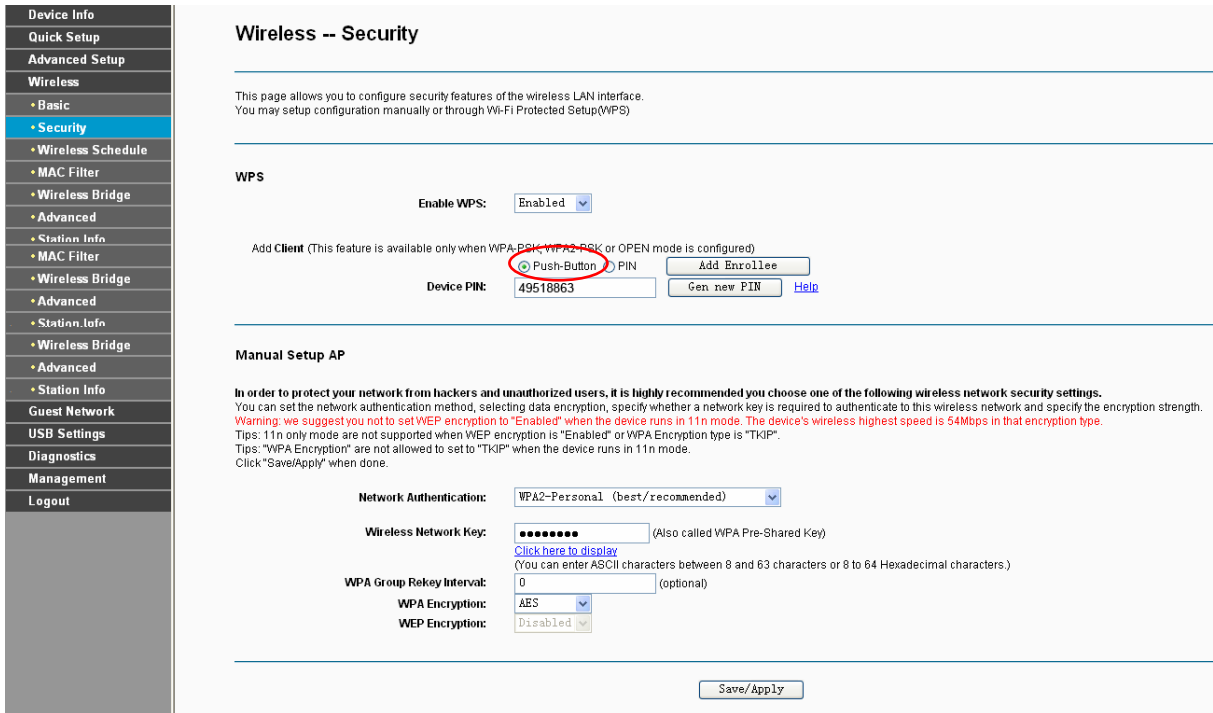 Device Info
Quick Setup
Advanced Setup
Wireless
Basic
Security
Wireless Schedule
MAC Filter
Wireless Bridge
Advanced
Station Info
MAC Filter
Wireless Bridge
Advanced
Station Info
Wireless Bridge
Advanced
Station Info
Guest Network
USB Settings
Diagnostics
Management
Logout
Wireless -- Security
This page allows you to configure security features of the wireless LAN interface.
You may setup configuration manually or through Wi-Fi Protected Setup(WPS)
WPS
Enable WPS: Enabled
Add Client (This feature is available only when WPA-PSK, WPA2-PSK or OPEN mode is configured)
Push-Button PIN Add Enrollee
Device PIN: 49518863 Gen new PIN Help
Manual Setup AP
In order to protect your network from hackers and unauthorized users, it is highly recommended you choose one of the following wireless network security settings.
You can set the network authentication method, selecting data encryption, specify whether a network key is required to authenticate to this wireless network and specify the encryption strength.
Warning: we suggest you not to set WEP encryption to "Enabled" when the device runs in 11n mode. The device's wireless highest speed is 54Mbps in that encryption type.
Tips: 11n only mode are not supported when WEP encryption is "Enabled" or WPA Encryption type is "TKIP".
Tips: "WPA Encryption" are not allowed to set to "TKIP" when the device runs in 11n mode.
Click "Save/Apply" when done.
Network Authentication: WPA2-Personal (best/recommended)
Wireless Network Key: ●●●●●●●● (Also called WPA Pre-Shared Key)
Click here to display
(You can enter ASCII characters between 8 and 63 characters or 8 to 64 Hexadecimal characters.)
WPA Group Rekey Interval: 0 (optional)
WPA Encryption: AES
WEP Encryption: Disabled
Save/Apply